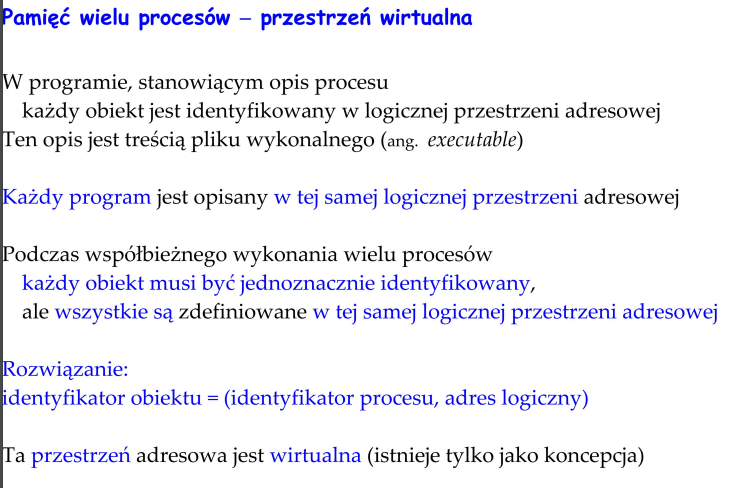 Pamięć wielu procesów – przestrzeń wirtualna
W programie, stanowiącym opis procesu
każdy obiekt jest identyfikowany w logicznej przestrzeni adresowej
Ten opis jest treścią pliku wykonalnego (ang. executable)
Każdy program jest opisany w tej samej logicznej przestrzeni adresowej
Podczas współbieżnego wykonania wielu procesów
każdy obiekt musi być jednoznacznie identyfikowany,
ale wszystkie są zdefiniowane w tej samej logicznej przestrzeni adresowej
Rozwiązanie:
identyfikator obiektu = (identyfikator procesu, adres logiczny)
Ta przestrzeń adresowa jest wirtualna (istnieje tylko jako koncepcja)